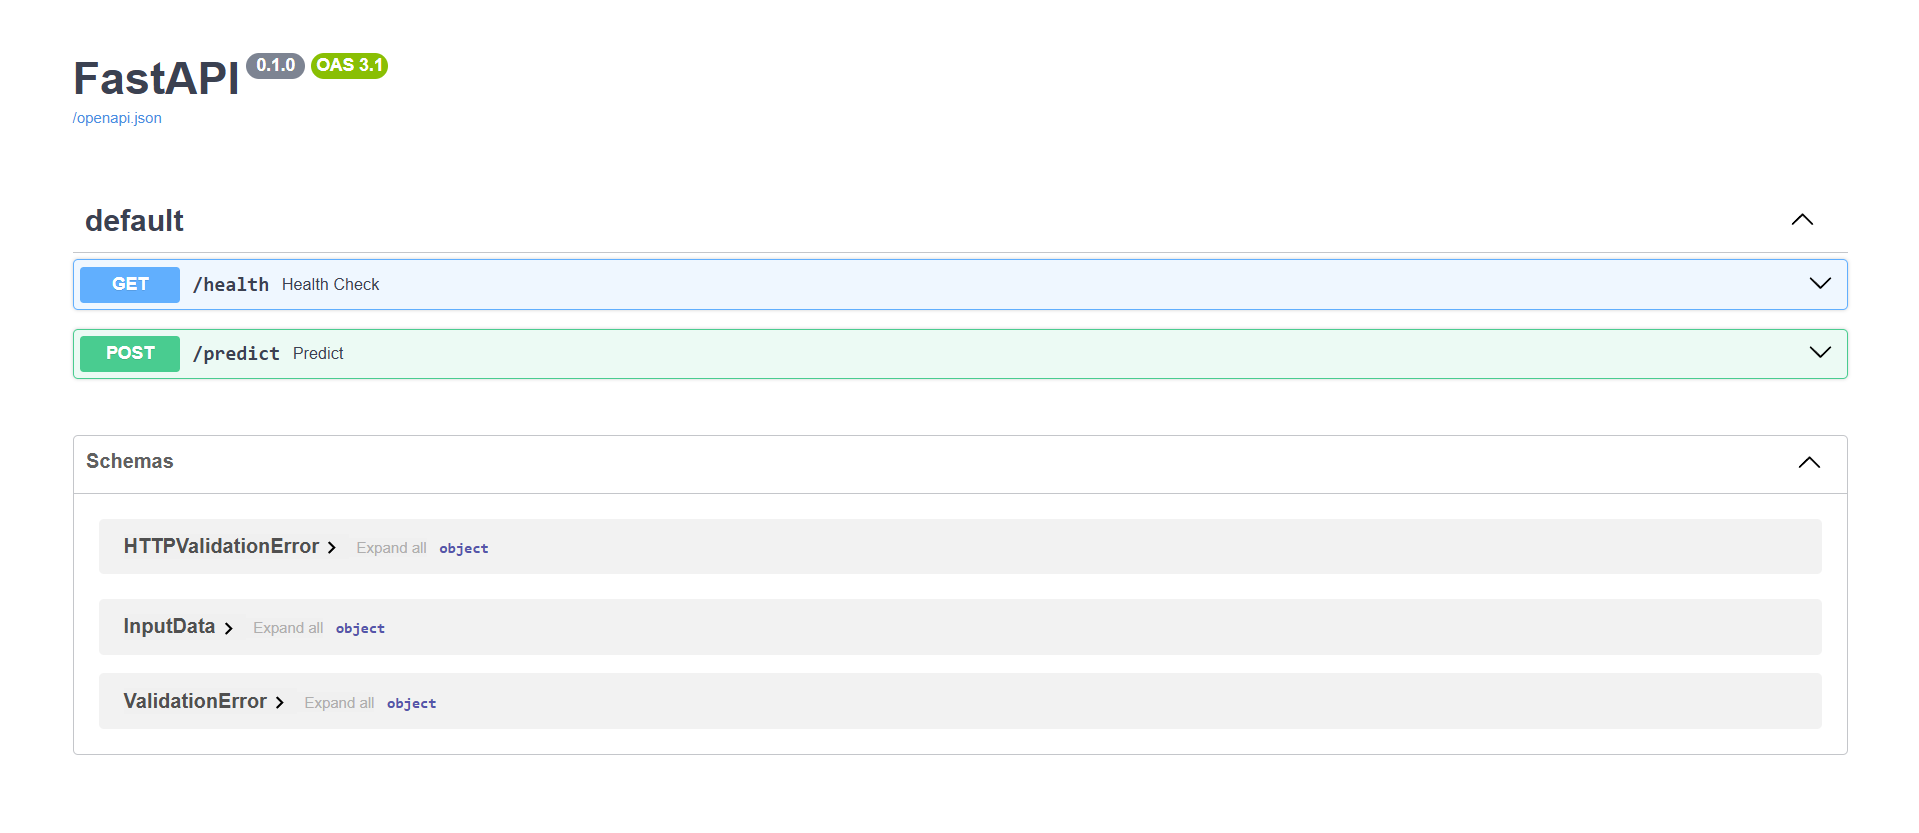 FastAPI 0.1.0 OAS 3.1
/openapi.json
default
GET /health Health Check
POST /predict Predict
Schemas
HTTPValidationError Expand all object
InputData Expand all object
ValidationError Expand all object